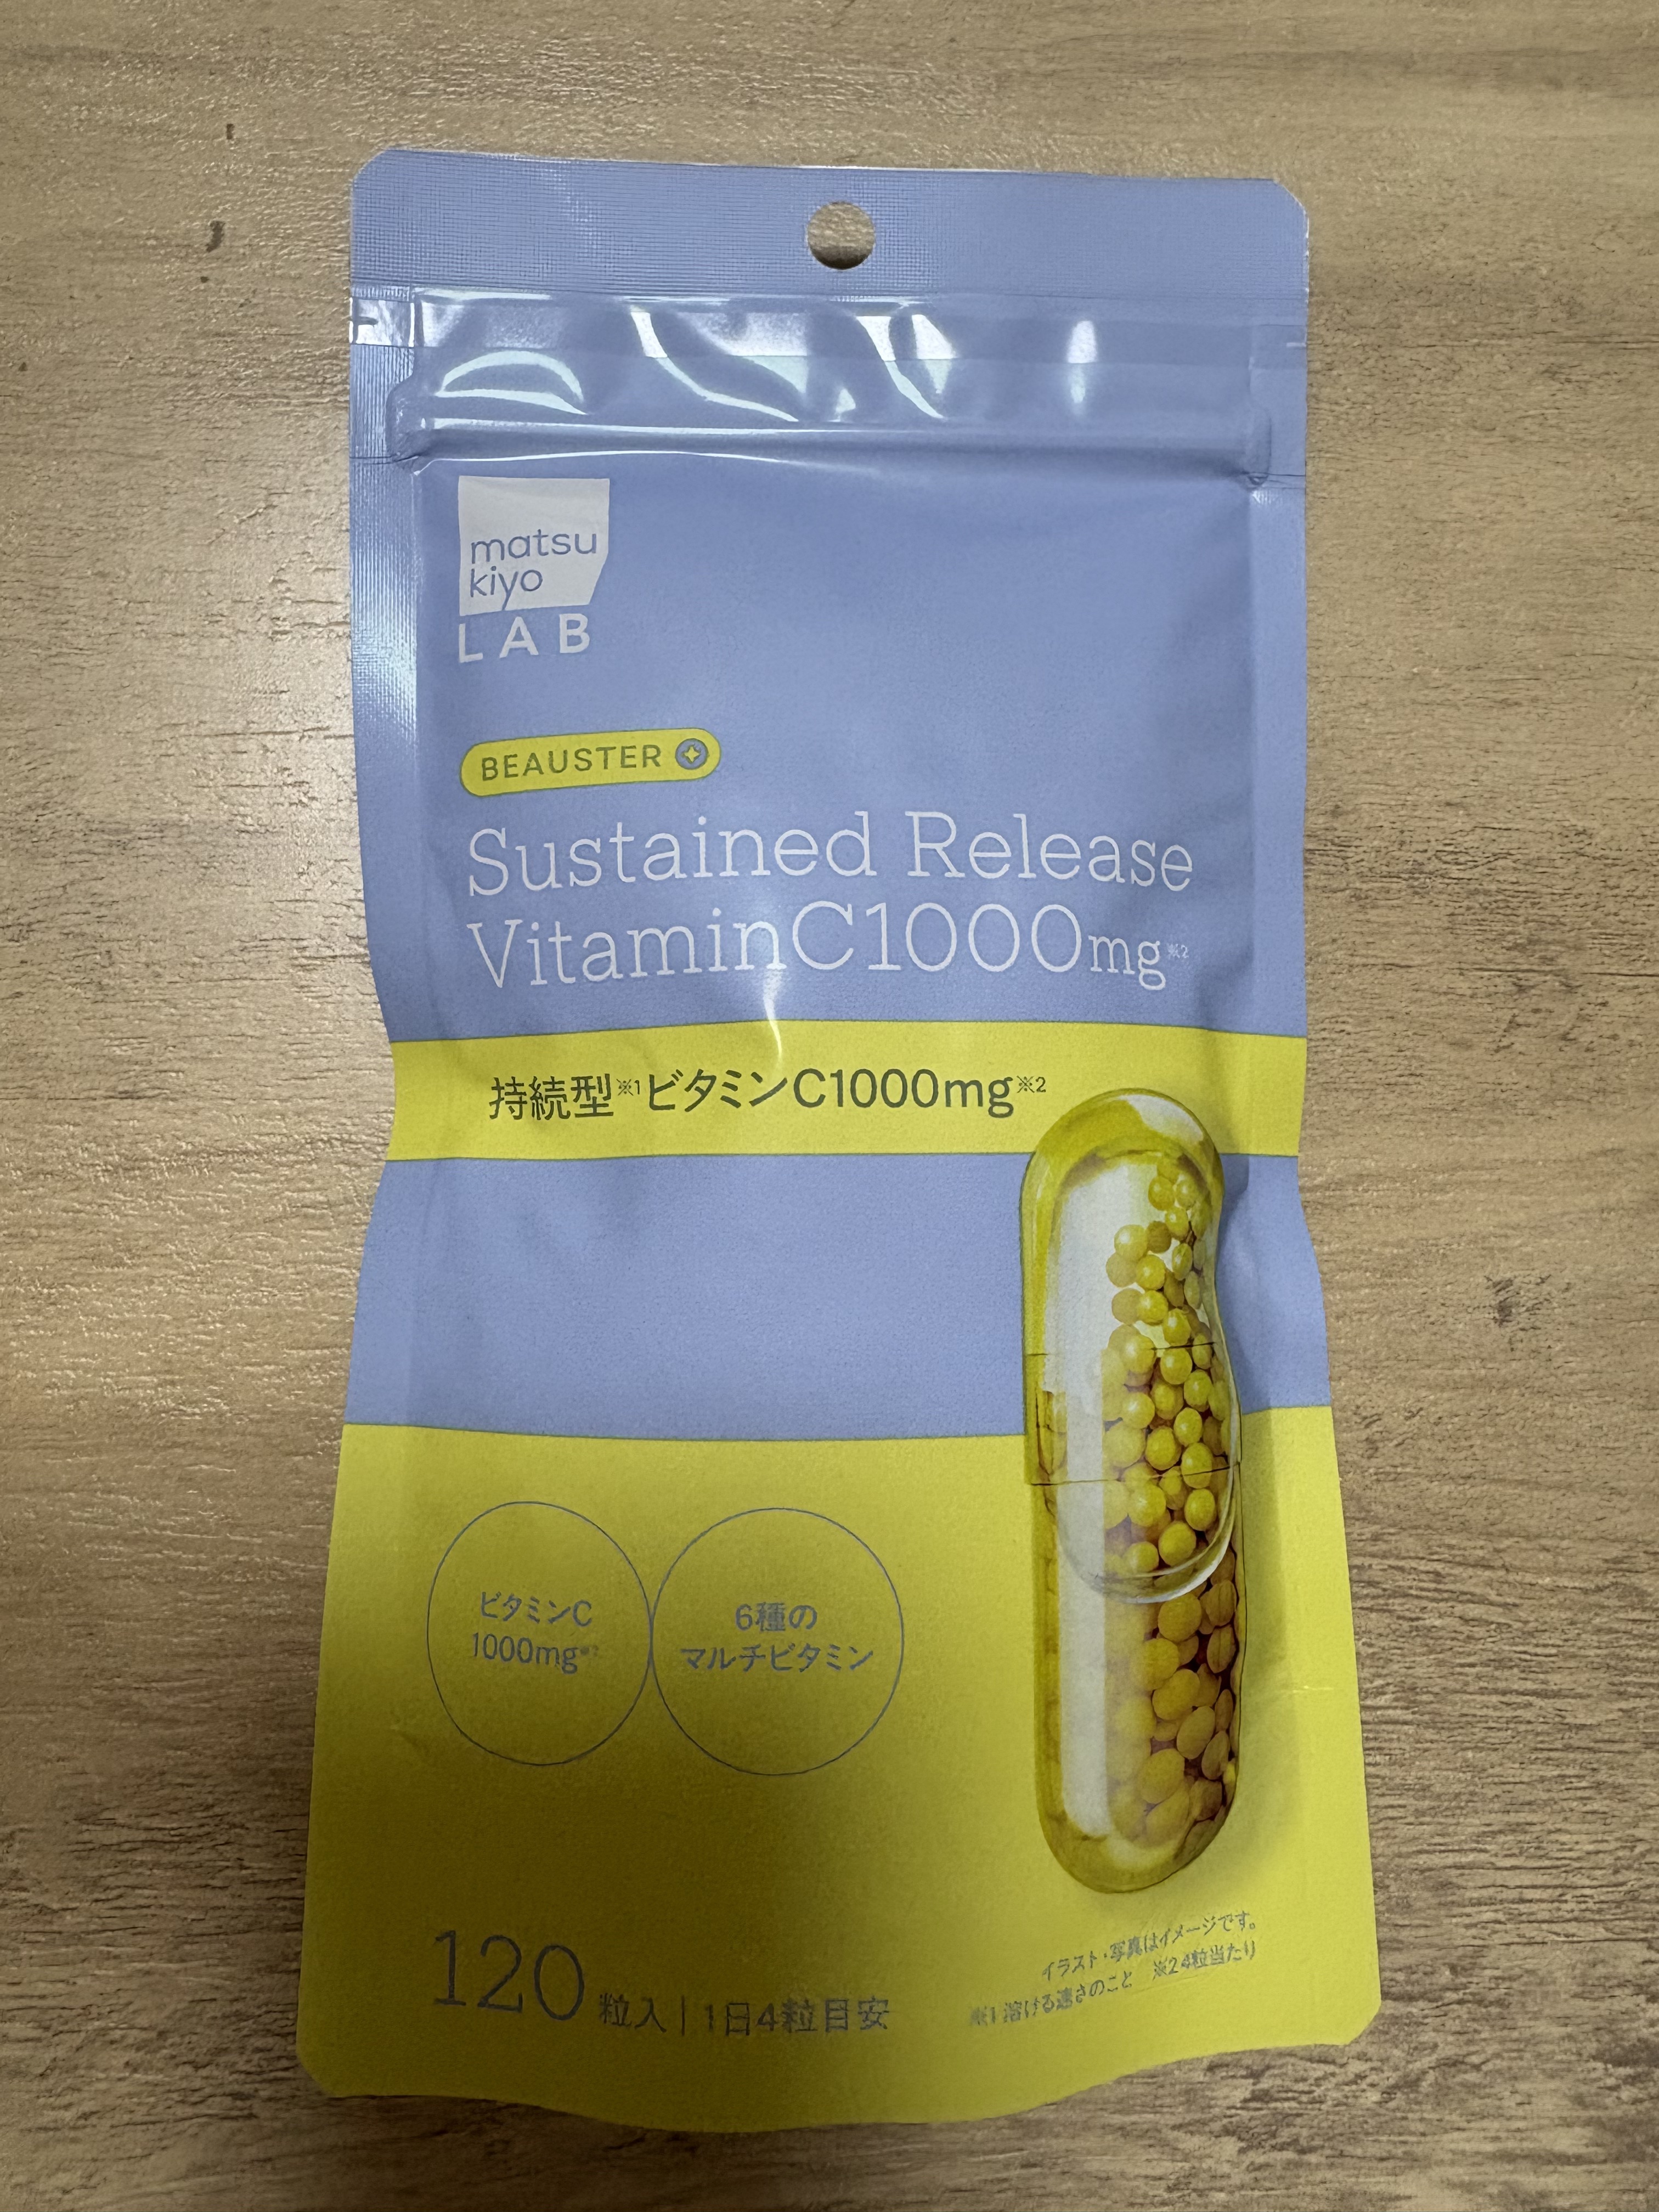 matsu
kiyo
LAB
BEAUSTER
Sustained Release
VitaminC1000mg※2
持続型※1ビタミンC1000mg※2
ビタミンC
1000mg※2
6種の
マルチビタミン
120粒入｜1日4粒目安
イラスト・写真はイメージです。
※1 溶ける速さのこと ※2 4粒当たり